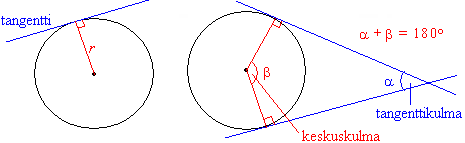 tangentti
r
α + β = 180°
β
α
tangenttikulma
keskuskulma